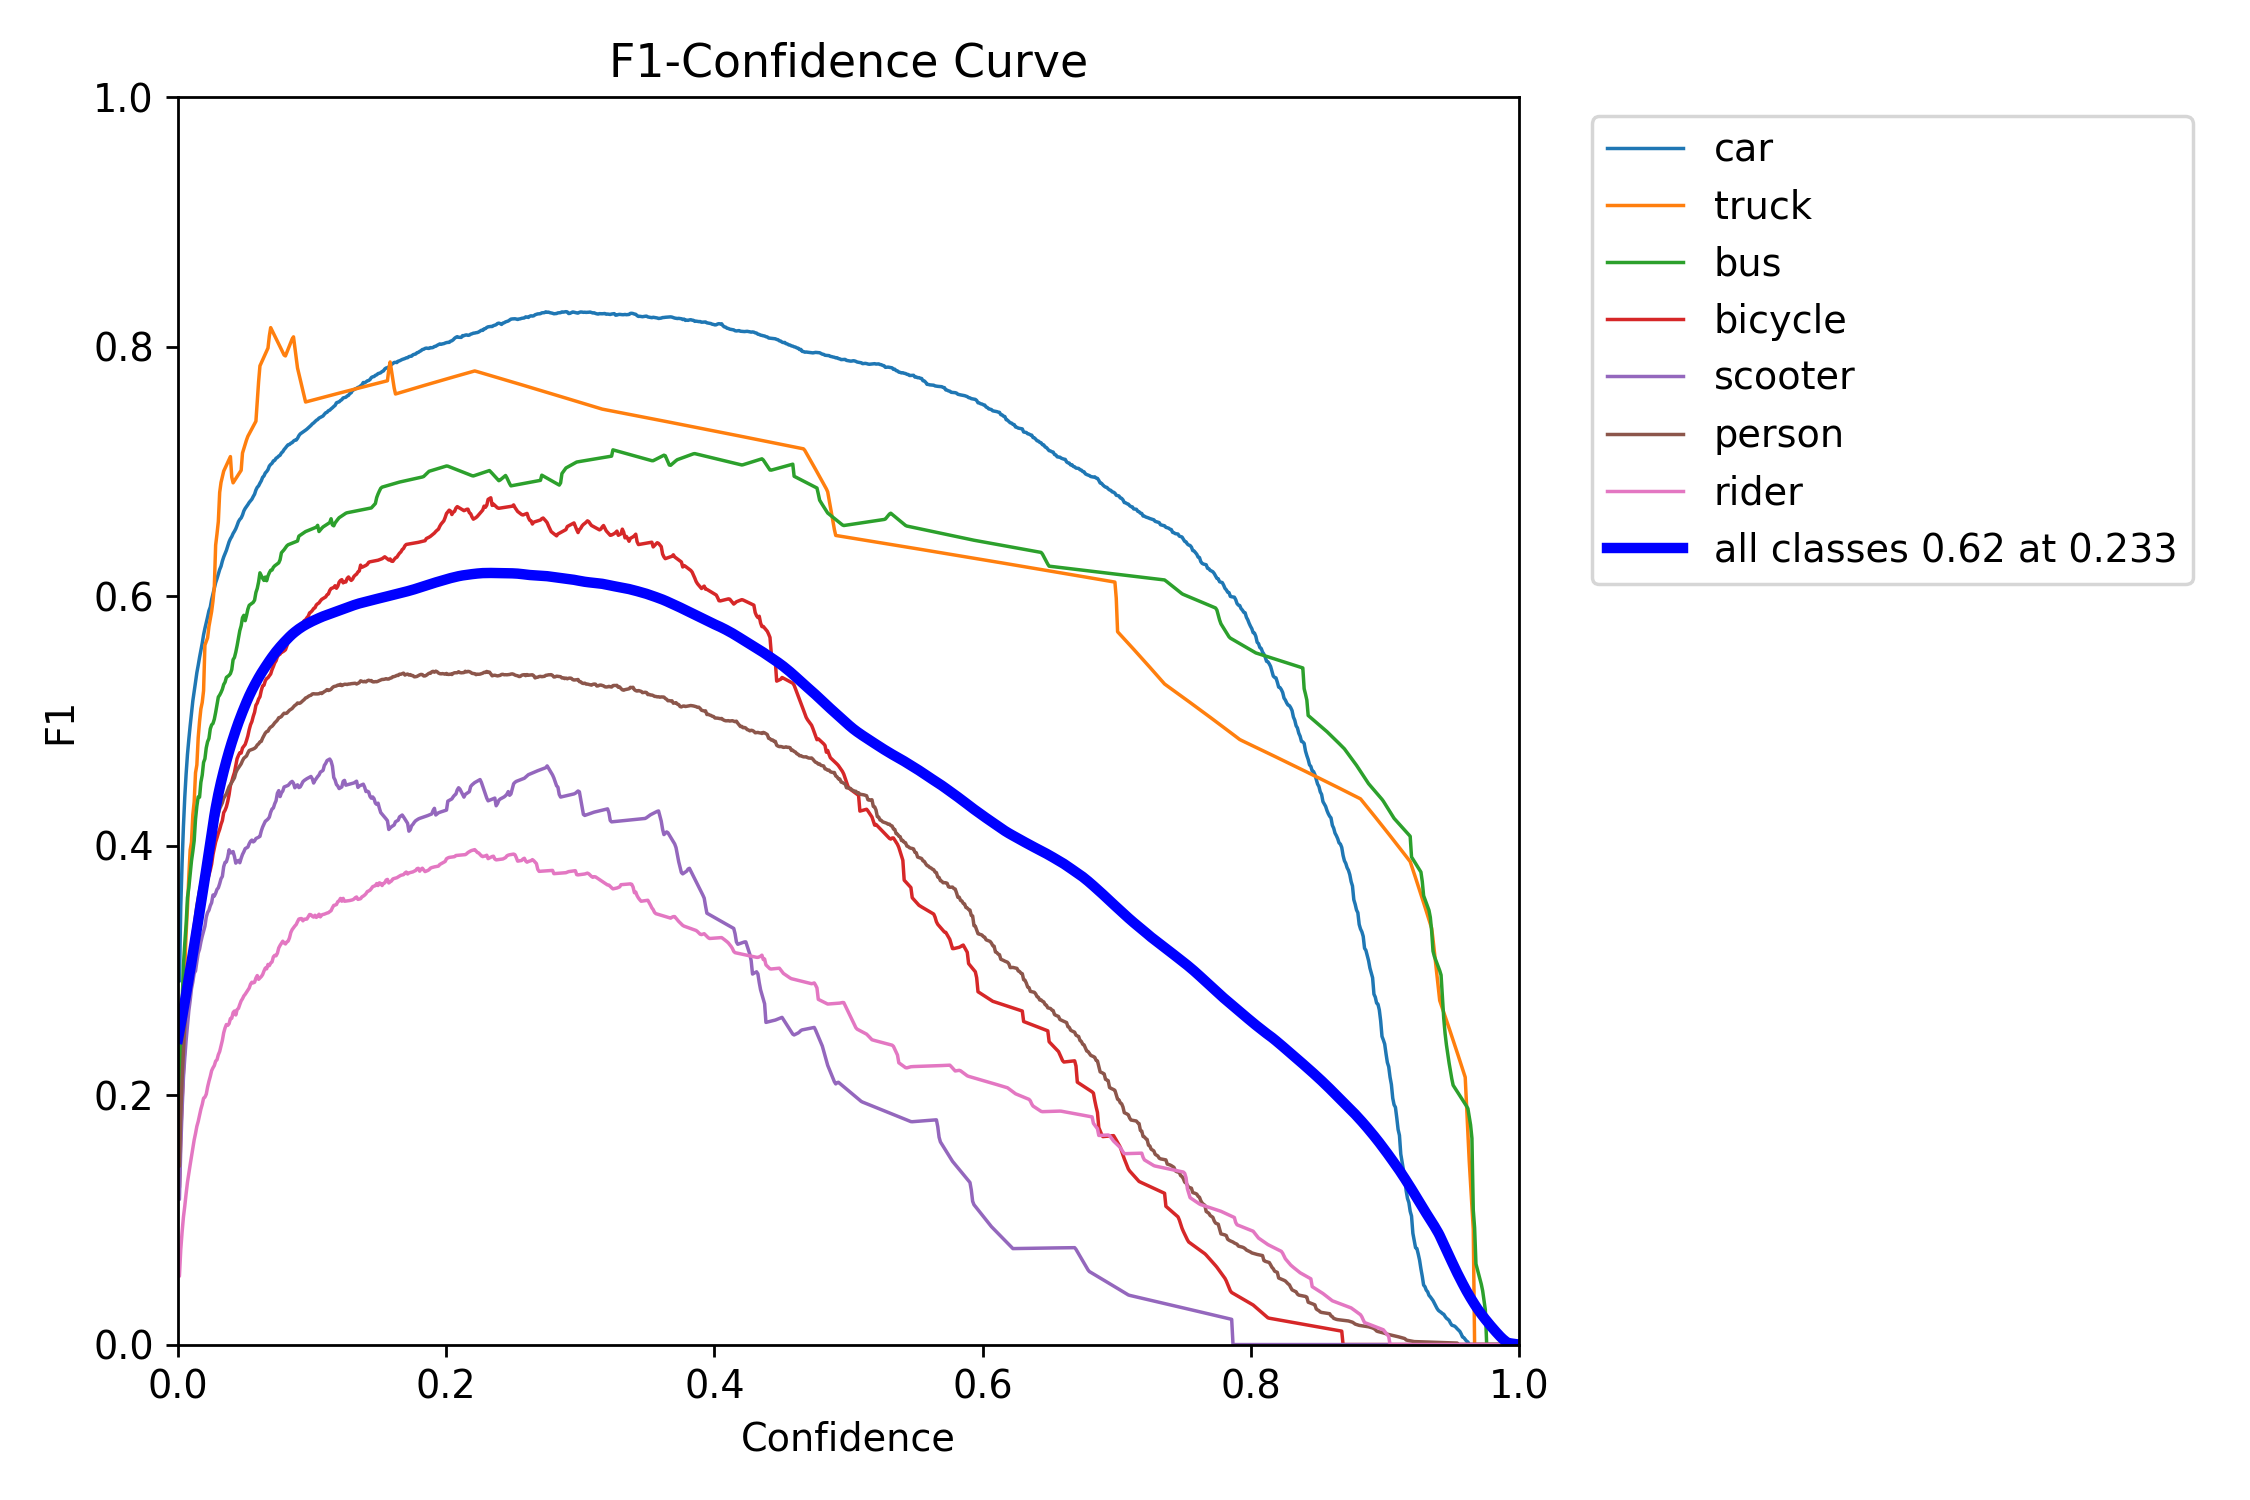 F1-Confidence Curve
1.0
0.8
0.6
0.4
0.2
0.0
F1
0.0 0.2 0.4 0.6 0.8 1.0
Confidence
car
truck
bus
bicycle
scooter
person
rider
all classes 0.62 at 0.233